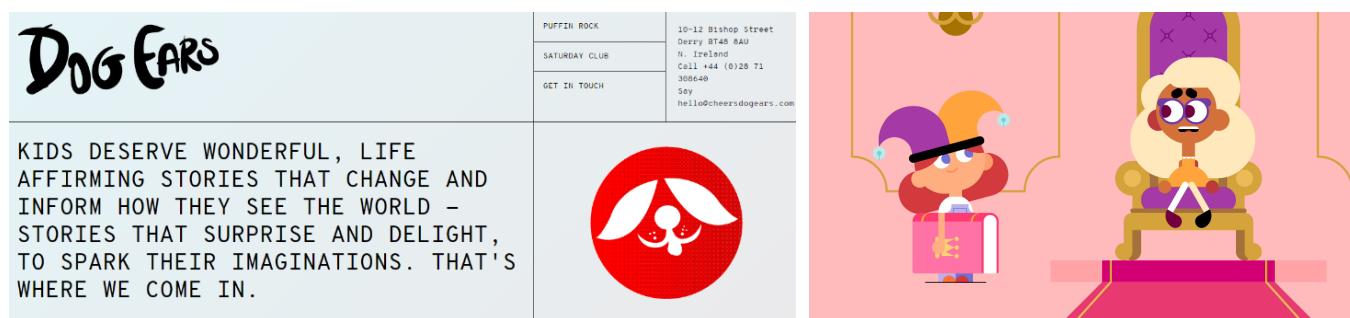 DOG EARS
PUFFIN ROCK
SATURDAY CLUB
GET IN TOUCH
10-12 Bishop Street
Derry BT48 8AU
N. Ireland
Call +44 (0)28 71
308640
Say
hello@cheersdogears.com
KIDS DESERVE WONDERFUL, LIFE
AFFIRMING STORIES THAT CHANGE AND
INFORM HOW THEY SEE THE WORLD –
STORIES THAT SURPRISE AND DELIGHT,
TO SPARK THEIR IMAGINATIONS. THAT'S
WHERE WE COME IN.